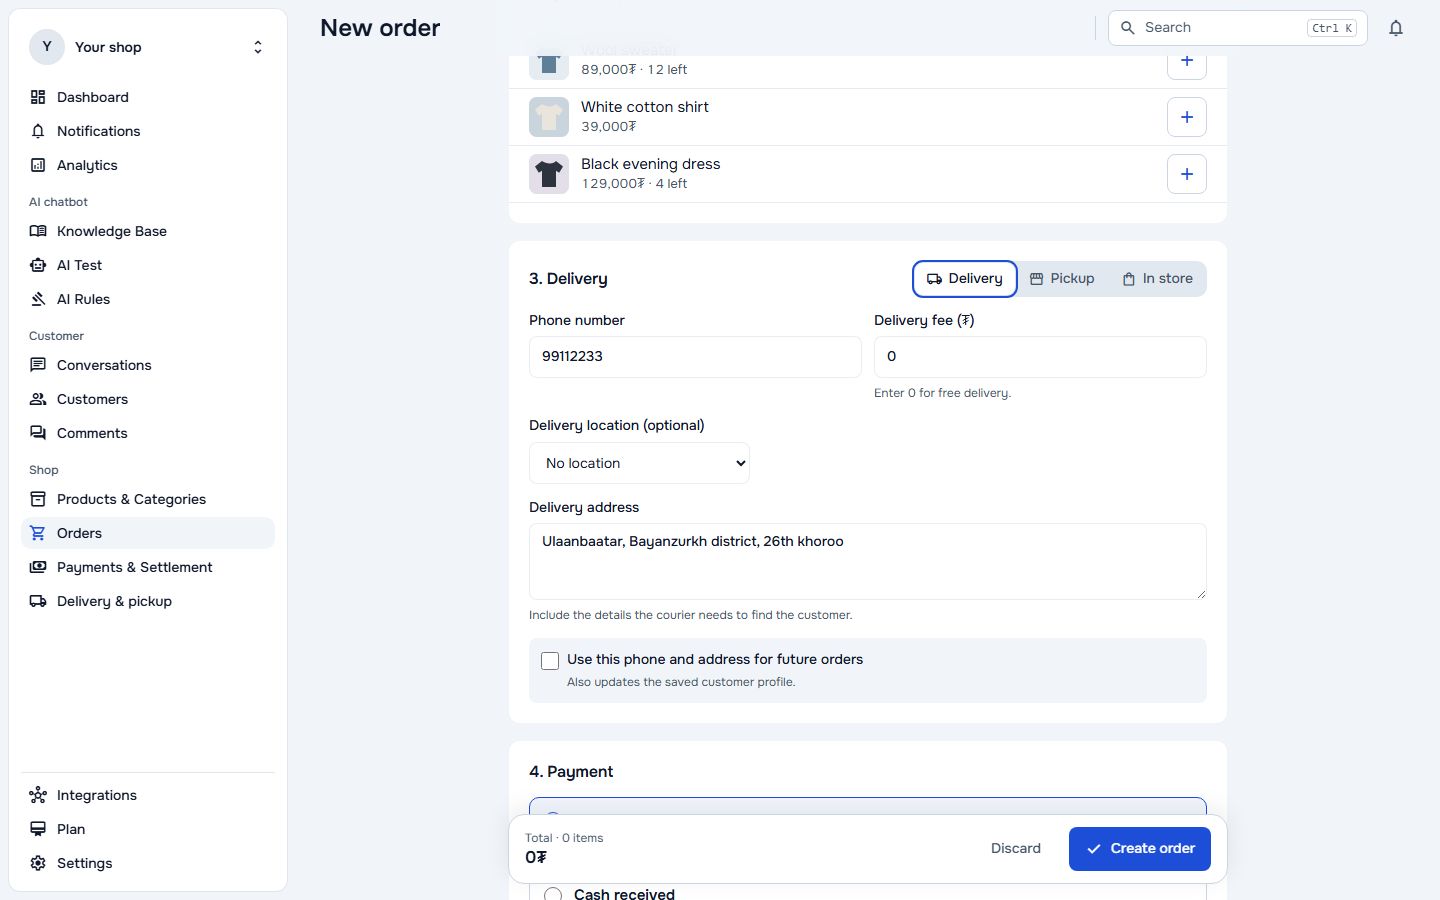 Y
Your shop
Dashboard
Notifications
Analytics
AI chatbot
Knowledge Base
AI Test
AI Rules
Customer
Conversations
Customers
Comments
Shop
Products & Categories
Orders
Payments & Settlement
Delivery & pickup
Integrations
Plan
Settings
New order
Search
Ctrl K
Wool sweater
89,000₮ · 12 left
White cotton shirt
39,000₮
Black evening dress
129,000₮ · 4 left
3. Delivery
Delivery
Pickup
In store
Phone number
Delivery fee (₮)
99112233
0
Enter 0 for free delivery.
Delivery location (optional)
No location
Delivery address
Ulaanbaatar, Bayanzurkh district, 26th khoroo
Include the details the courier needs to find the customer.
Use this phone and address for future orders
Also updates the saved customer profile.
4. Payment
Total · 0 items
0₮
Discard
Create order
Cash received